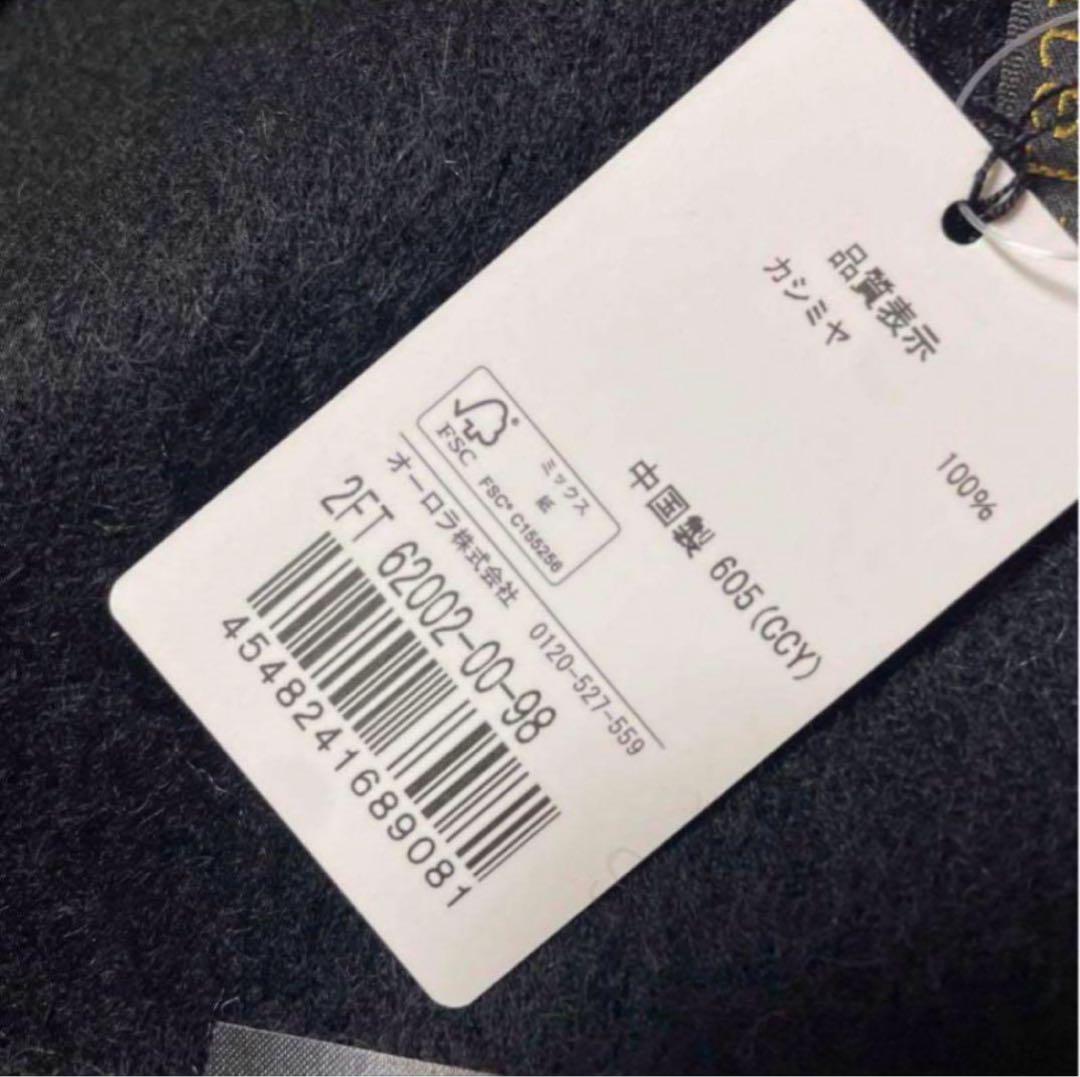 品質表示
カシミヤ
100%
中国製 605(CCY)
FSC
ミックス
紙
FSC® C155256
オーロラ株式会社 0120-527-559
2FT 62002-00-98
4548241689081